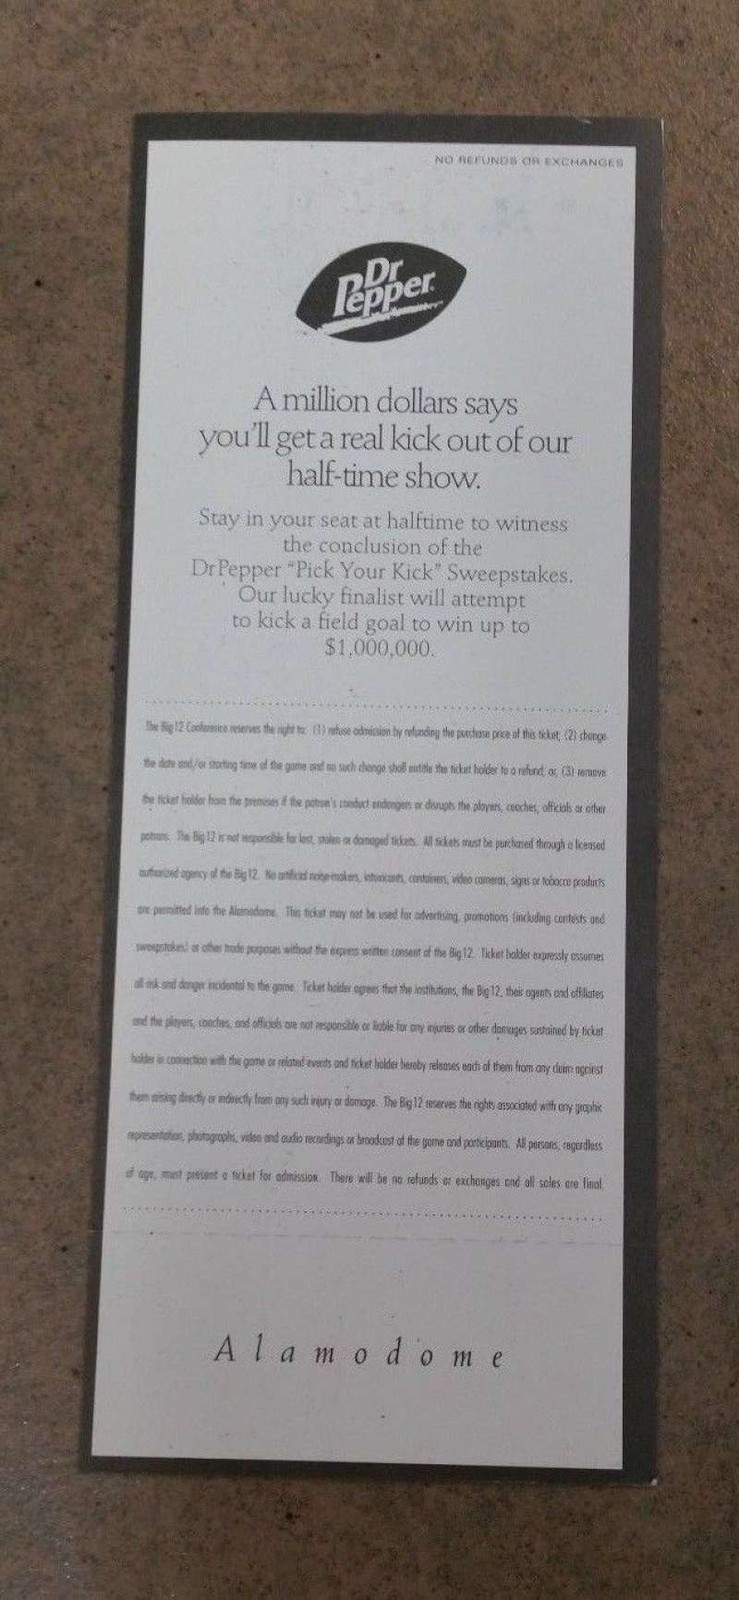 NO REFUNDS OR EXCHANGES
Dr
Pepper
A million dollars says
you'll get a real kick out of our
half-time show.
Stay in your seat at halftime to witness
the conclusion of the
Dr Pepper "Pick Your Kick" Sweepstakes.
Our lucky finalist will attempt
to kick a field goal to win up to
$1,000,000.
The Big 12 Conference reserves the right to: (1) refuse admission by refunding the purchase price of this ticket; (2) change
the date and/or starting time of the game and no such change shall entitle the ticket holder to a refund; or, (3) remove
the ticket holder from the premises if the patron's conduct endangers or disrupts the players, coaches, officials or other
patrons. The Big 12 is not responsible for lost, stolen or damaged tickets. All tickets must be purchased through a licensed
authorized agency of the Big 12. No artificial noise-makers, intoxicants, containers, video cameras, signs or tobacco products
are permitted into the Alamodome. This ticket may not be used for advertising, promotions (including contests and
sweepstakes) or other trade purposes without the express written consent of the Big 12. Ticket holder expressly assumes
all risk and danger incidental to the game. Ticket holder agrees that the institutions, the Big 12, their agents and affiliates
and the players, coaches, and officials are not responsible or liable for any injuries or other damages sustained by ticket
holder in connection with the game or related events and ticket holder hereby releases each of them from any claim against
them arising directly or indirectly from any such injury or damage. The Big 12 reserves the rights associated with any graphic
representation, photographs, video and audio recordings or broadcast of the game and participants. All persons, regardless
of age, must present a ticket for admission. There will be no refunds or exchanges and all sales are final.
Alamodome